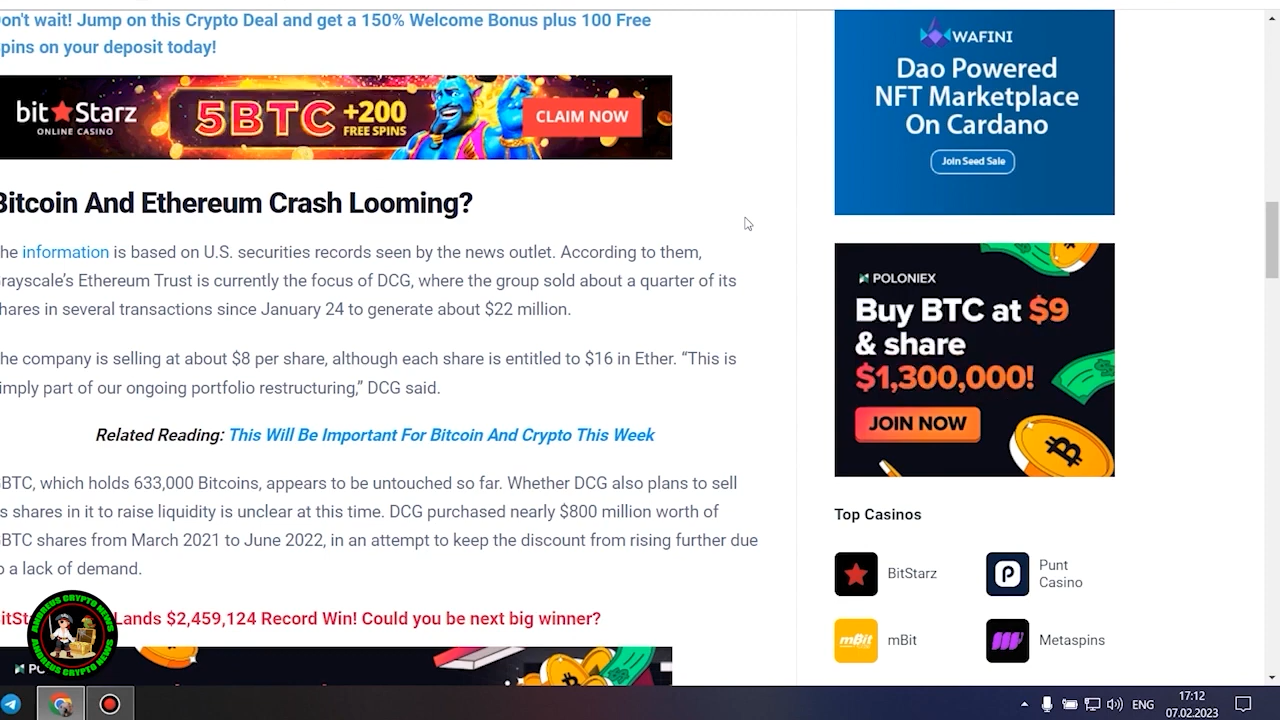 on't wait! Jump on this Crypto Deal and get a 150% Welcome Bonus plus 100 Free
pins on your deposit today!
bit★Starz
ONLINE CASINO
5BTC +200
FREE SPINS
CLAIM NOW
Bitcoin And Ethereum Crash Looming?
he information is based on U.S. securities records seen by the news outlet. According to them,
rayscale's Ethereum Trust is currently the focus of DCG, where the group sold about a quarter of its
hares in several transactions since January 24 to generate about $22 million.
he company is selling at about $8 per share, although each share is entitled to $16 in Ether. “This is
imply part of our ongoing portfolio restructuring,” DCG said.
Related Reading: This Will Be Important For Bitcoin And Crypto This Week
BTC, which holds 633,000 Bitcoins, appears to be untouched so far. Whether DCG also plans to sell
s shares in it to raise liquidity is unclear at this time. DCG purchased nearly $800 million worth of
BTC shares from March 2021 to June 2022, in an attempt to keep the discount from rising further due
o a lack of demand.
Lands $2,459,124 Record Win! Could you be next big winner?
ANDREUS CRYPTO NEWS
ANDREUS CRYPTO NEWS
WAFINI
Dao Powered
NFT Marketplace
On Cardano
Join Seed Sale
POLONIEX
Buy BTC at $9
& share
$1,300,000!
JOIN NOW
Top Casinos
BitStarz
Punt
Casino
mBit
mBit
Metaspins
ENG
17:12
07.02.2023